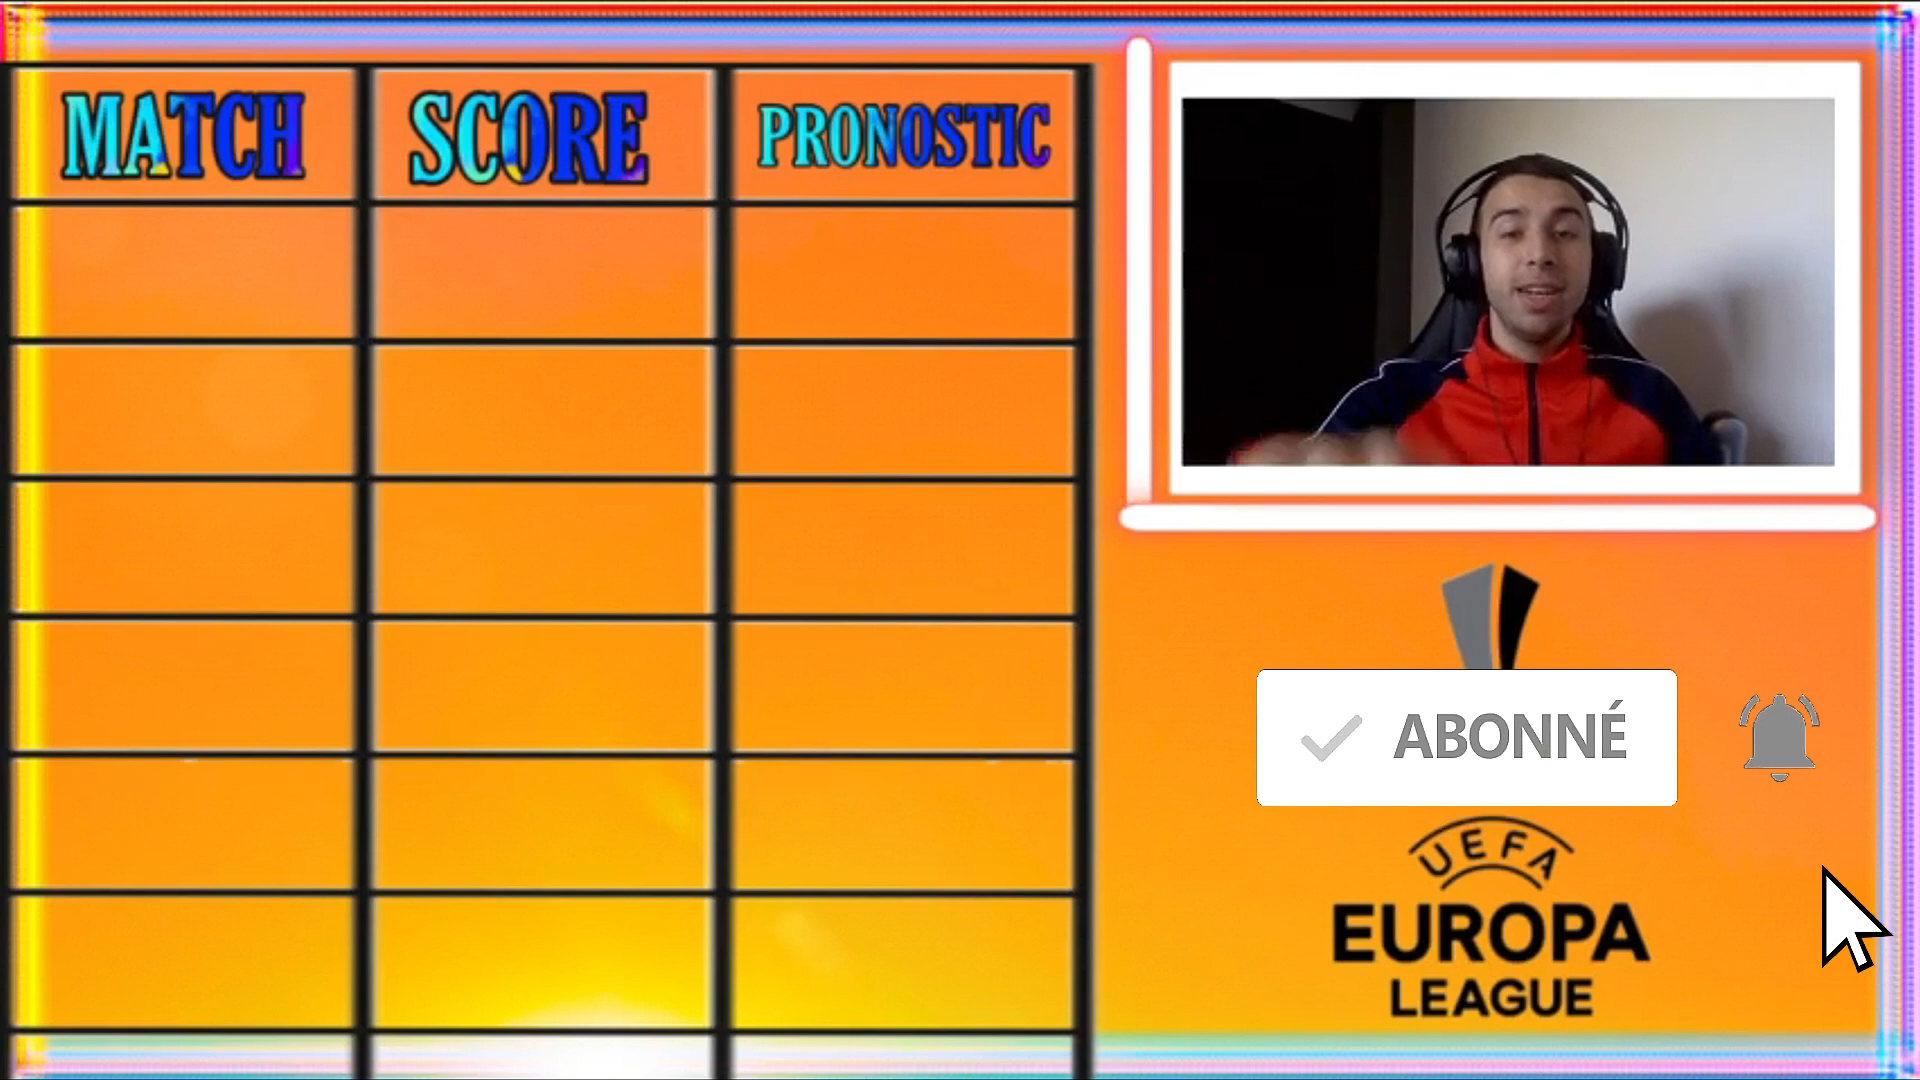 MATCH SCORE PRONOSTIC
ABONNÉ
UEFA
EUROPA
LEAGUE